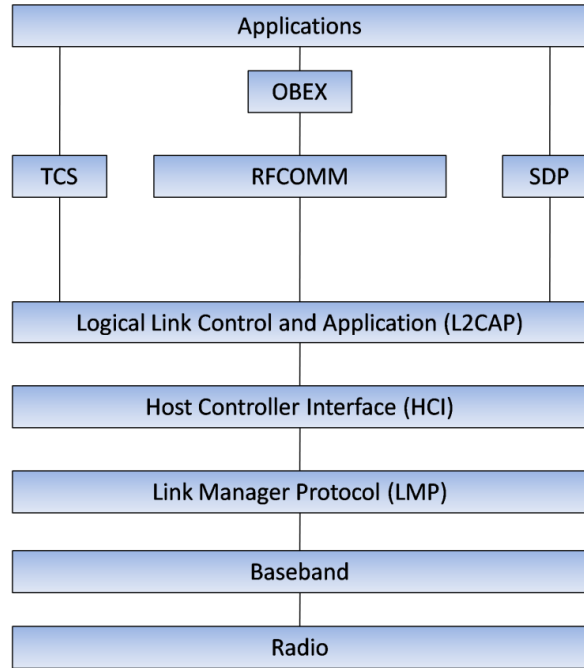 Applications
OBEX
TCS
RFCOMM
SDP
Logical Link Control and Application (L2CAP)
Host Controller Interface (HCI)
Link Manager Protocol (LMP)
Baseband
Radio